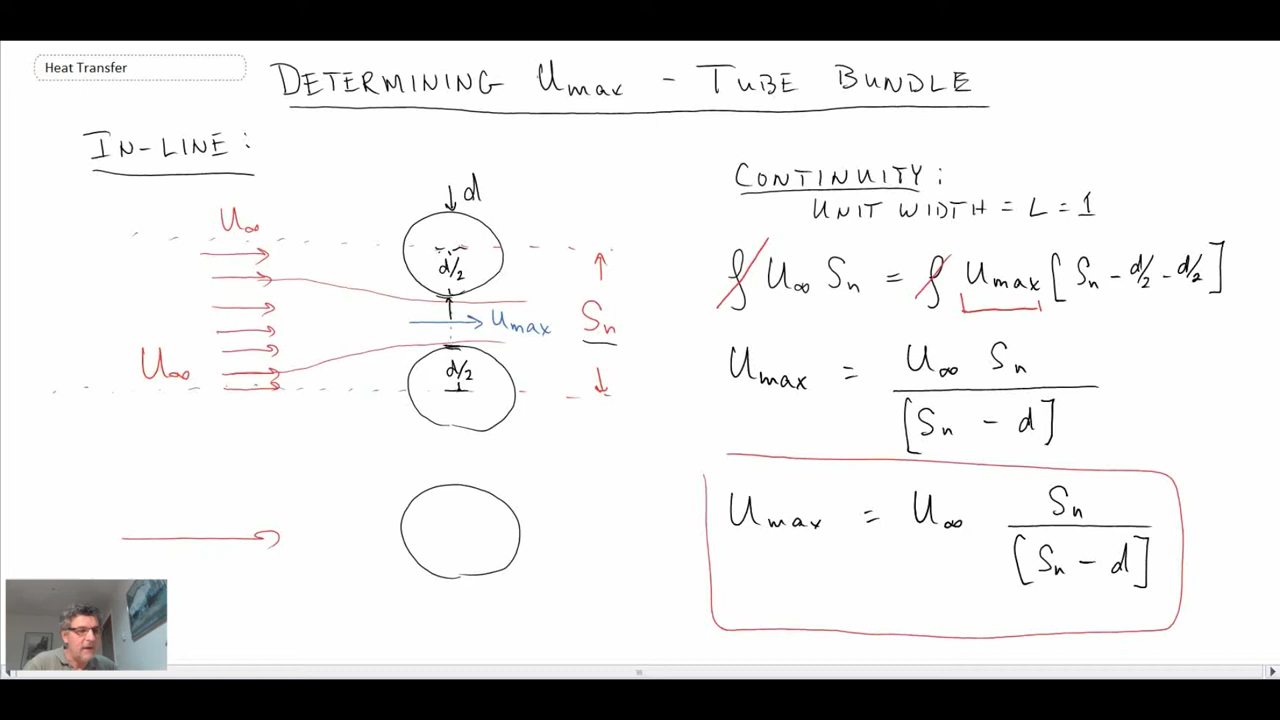 Heat Transfer
DETERMINING Umax - TUBE BUNDLE
IN-LINE:
U∞
d
d/2
Umax
Sn
U∞
d/2
CONTINUITY:
UNIT WIDTH = L = 1
ρ U∞ Sn = ρ Umax [Sn - d/2 - d/2]
Umax = U∞ Sn / [Sn - d]
Umax = U∞ Sn / [Sn - d]